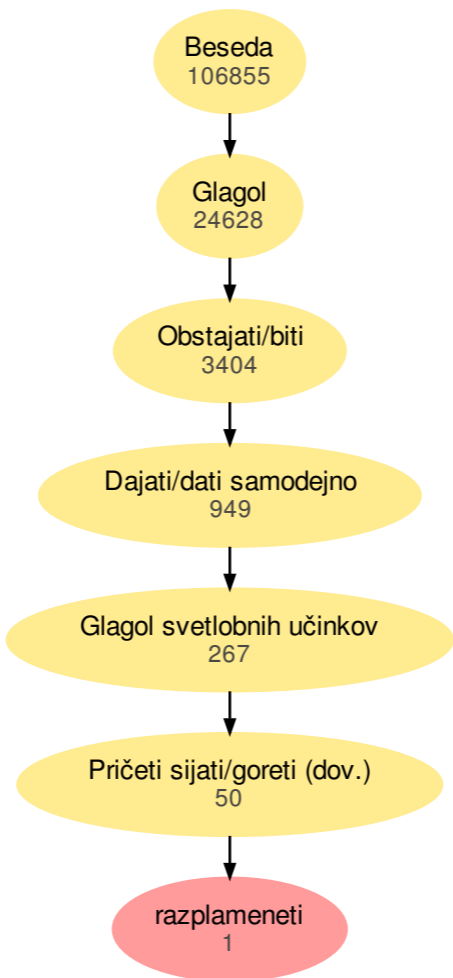 Beseda
106855
Glagol
24628
Obstajati/biti
3404
Dajati/dati samodejno
949
Glagol svetlobnih učinkov
267
Pričeti sijati/goreti (dov.)
50
razplameneti
1